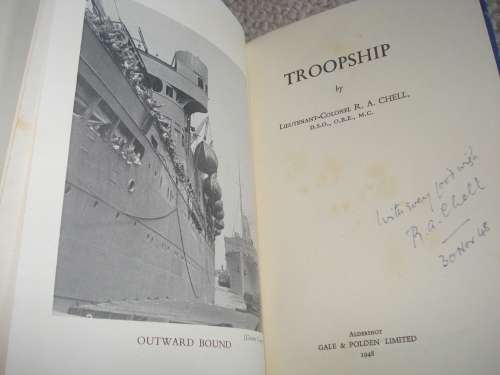 OUTWARD BOUND
TROOPSHIP
by
LIEUTENANT-COLONEL R. A. CHELL,
D.S.O., O.B.E., M.C.
With every good wish
R.A. Chell
30 Nov 48
ALDERSHOT
GALE & POLDEN LIMITED
1948